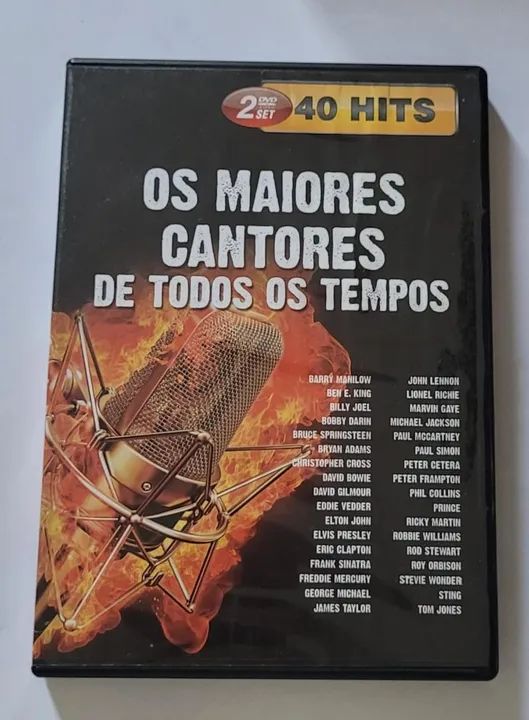 2 DVD SET
40 HITS
OS MAIORES
CANTORES
DE TODOS OS TEMPOS
BARRY MANILOW
BEN E. KING
BILLY JOEL
BOBBY DARIN
BRUCE SPRINGSTEEN
BRYAN ADAMS
CHRISTOPHER CROSS
DAVID BOWIE
DAVID GILMOUR
EDDIE VEDDER
ELTON JOHN
ELVIS PRESLEY
ERIC CLAPTON
FRANK SINATRA
FREDDIE MERCURY
GEORGE MICHAEL
JAMES TAYLOR
JOHN LENNON
LIONEL RICHIE
MARVIN GAYE
MICHAEL JACKSON
PAUL MCCARTNEY
PAUL SIMON
PETER CETERA
PETER FRAMPTON
PHIL COLLINS
PRINCE
RICKY MARTIN
ROBBIE WILLIAMS
ROD STEWART
ROY ORBISON
STEVIE WONDER
STING
TOM JONES